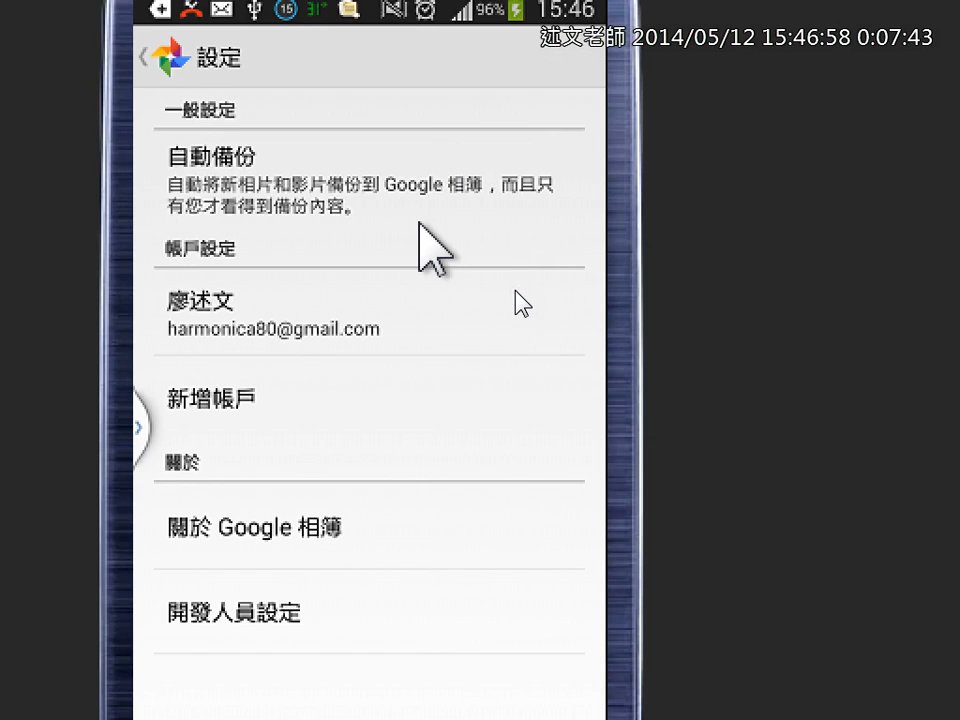 15 31° 96% 15:46
述文老師 2014/05/12 15:46:58 0:07:43
設定
一般設定
自動備份
自動將新相片和影片備份到 Google 相簿，而且只
有您才看得到備份內容。
帳戶設定
廖述文
harmonica80@gmail.com
新增帳戶
關於
關於 Google 相簿
開發人員設定